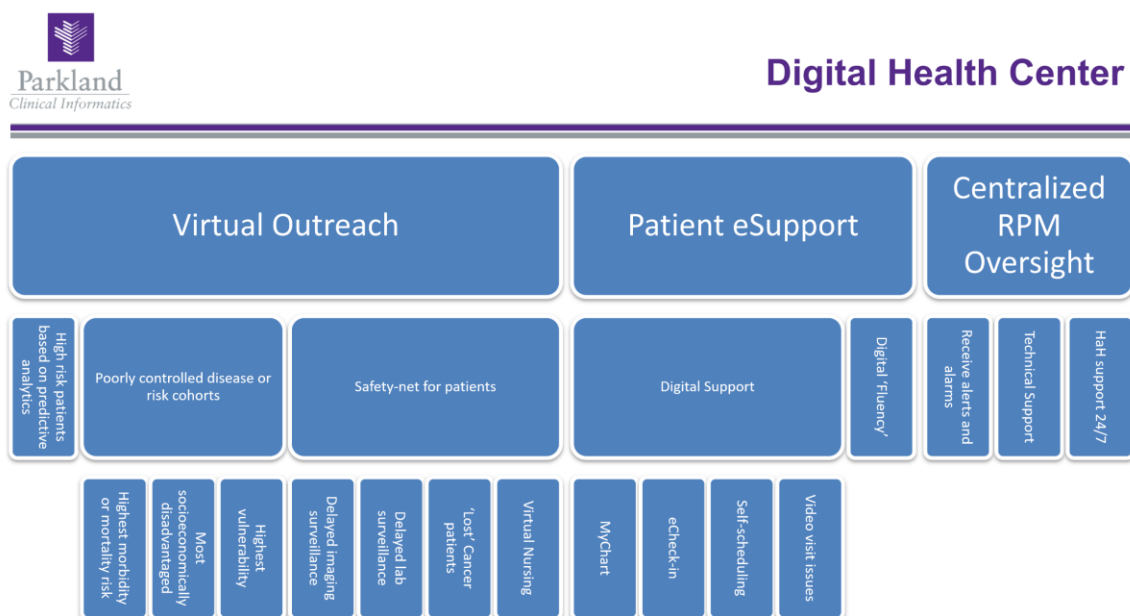 Parkland
Clinical Informatics
Digital Health Center
Virtual Outreach
Patient eSupport
Centralized
RPM
Oversight
High risk patients
based on predictive
analytics
Poorly controlled disease or
risk cohorts
Safety-net for patients
Digital Support
Digital 'Fluency'
Receive alerts and
alarms
Technical Support
HaH support 24/7
Highest morbidity
or mortality risk
Most
socioeconomically
disadvantaged
Highest
vulnerability
Delayed imaging
surveillance
Delayed lab
surveillance
'Lost' Cancer
patients
Virtual Nursing
MyChart
eCheck-in
Self-scheduling
Video visit issues